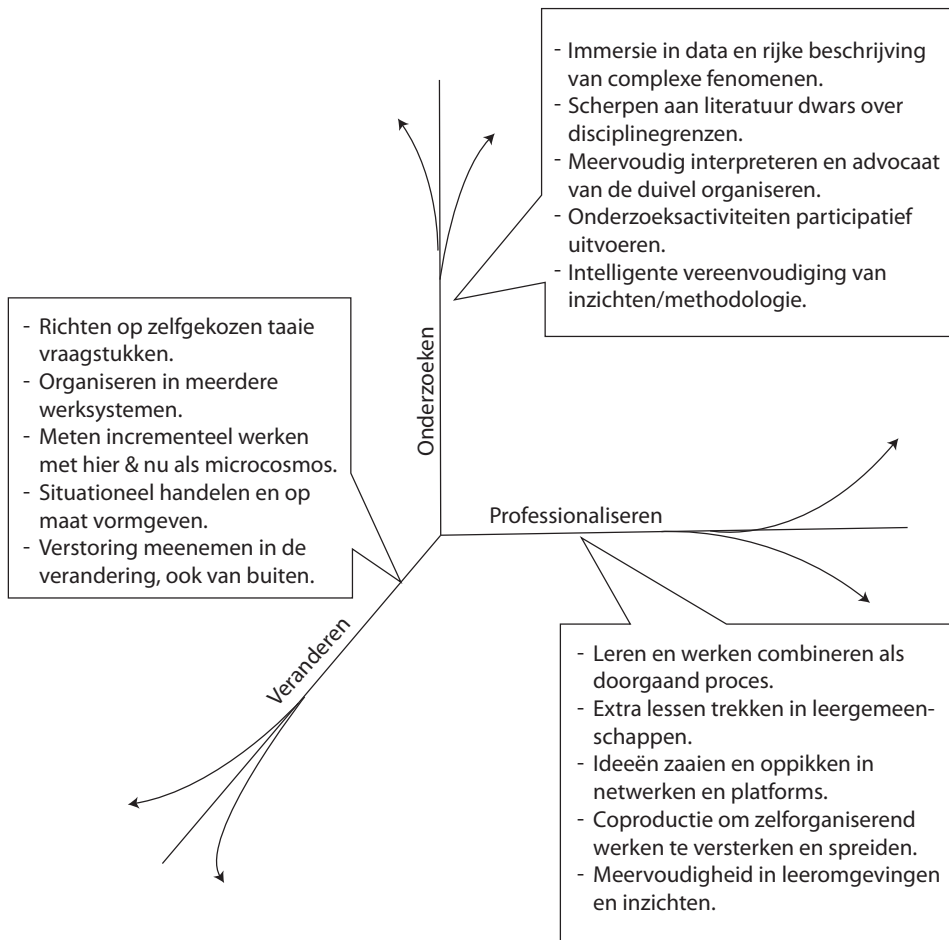 - Immersie in data en rijke beschrijving
van complexe fenomenen.
- Scherpen aan literatuur dwars over
disciplinegrenzen.
- Meervoudig interpreteren en advocaat
van de duivel organiseren.
- Onderzoeksactiviteiten participatief
uitvoeren.
- Intelligente vereenvoudiging van
inzichten/methodologie.
Onderzoeken
- Richten op zelfgekozen taaie
vraagstukken.
- Organiseren in meerdere
werksystemen.
- Meten incrementeel werken
met hier & nu als microcosmos.
- Situationeel handelen en op
maat vormgeven.
- Verstoring meenemen in de
verandering, ook van buiten.
Professionaliseren
Veranderen
- Leren en werken combineren als
doorgaand proces.
- Extra lessen trekken in leergemeen-
schappen.
- Ideeën zaaien en oppikken in
netwerken en platforms.
- Coproductie om zelforganiserend
werken te versterken en spreiden.
- Meervoudigheid in leeromgevingen
en inzichten.